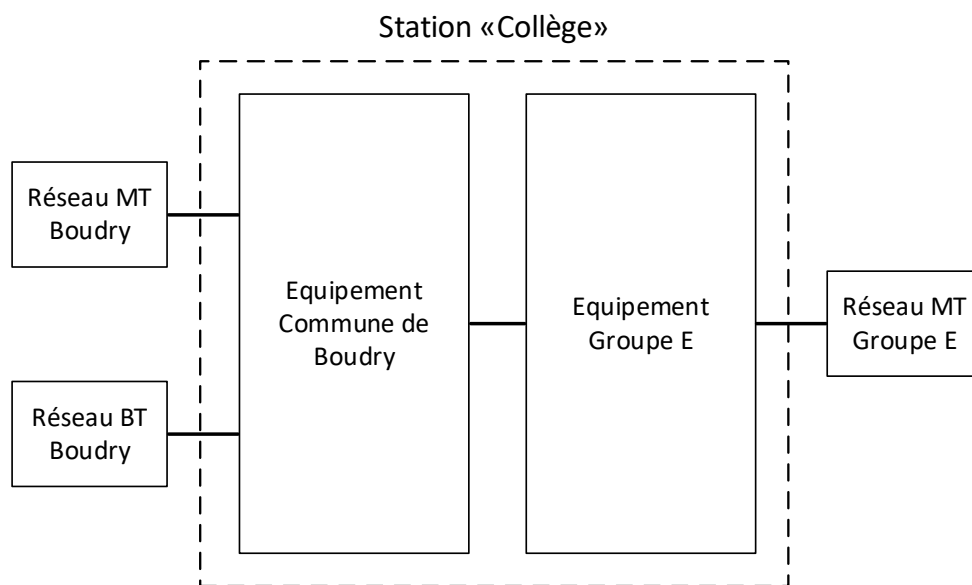 Station «Collège»
Réseau MT
Boudry
Réseau BT
Boudry
Equipement
Commune de
Boudry
Equipement
Groupe E
Réseau MT
Groupe E